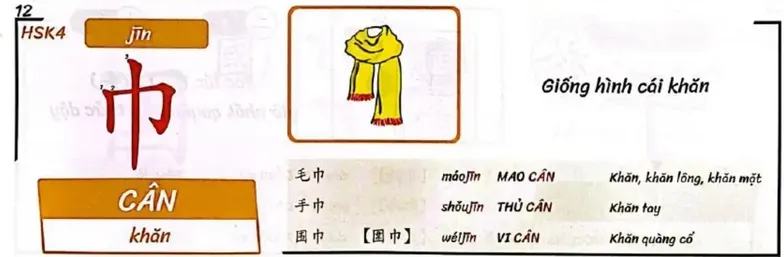 12
HSK4
jīn
巾
CÂN
khăn
Giống hình cái khăn
毛巾 máojīn MAO CÂN Khăn, khăn lông, khăn mặt
手巾 shǒujīn THỦ CÂN Khăn tay
围巾 【圍巾】 wéijīn VI CÂN Khăn quàng cổ